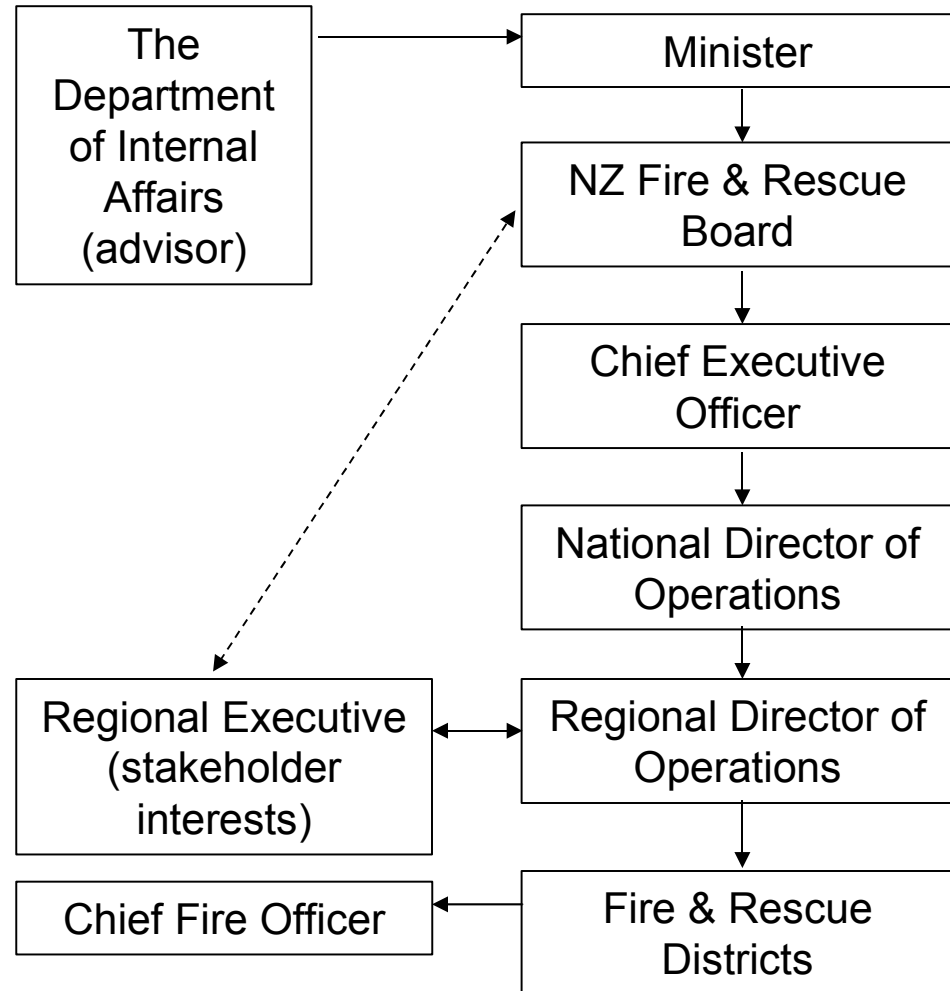 The
Department
of Internal
Affairs
(advisor)
Minister
NZ Fire & Rescue
Board
Chief Executive
Officer
National Director of
Operations
Regional Executive
(stakeholder
interests)
Regional Director of
Operations
Chief Fire Officer
Fire & Rescue
Districts